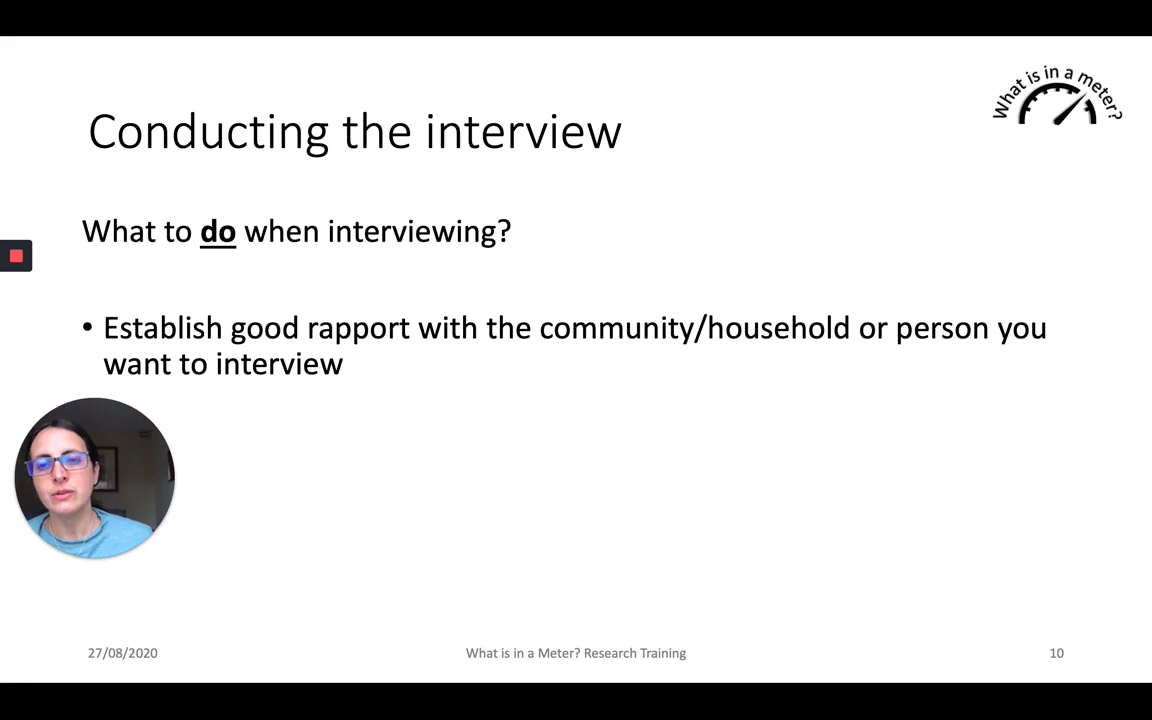 What is in a meter?
Conducting the interview
What to do when interviewing?
• Establish good rapport with the community/household or person you
want to interview
27/08/2020
What is in a Meter? Research Training
10